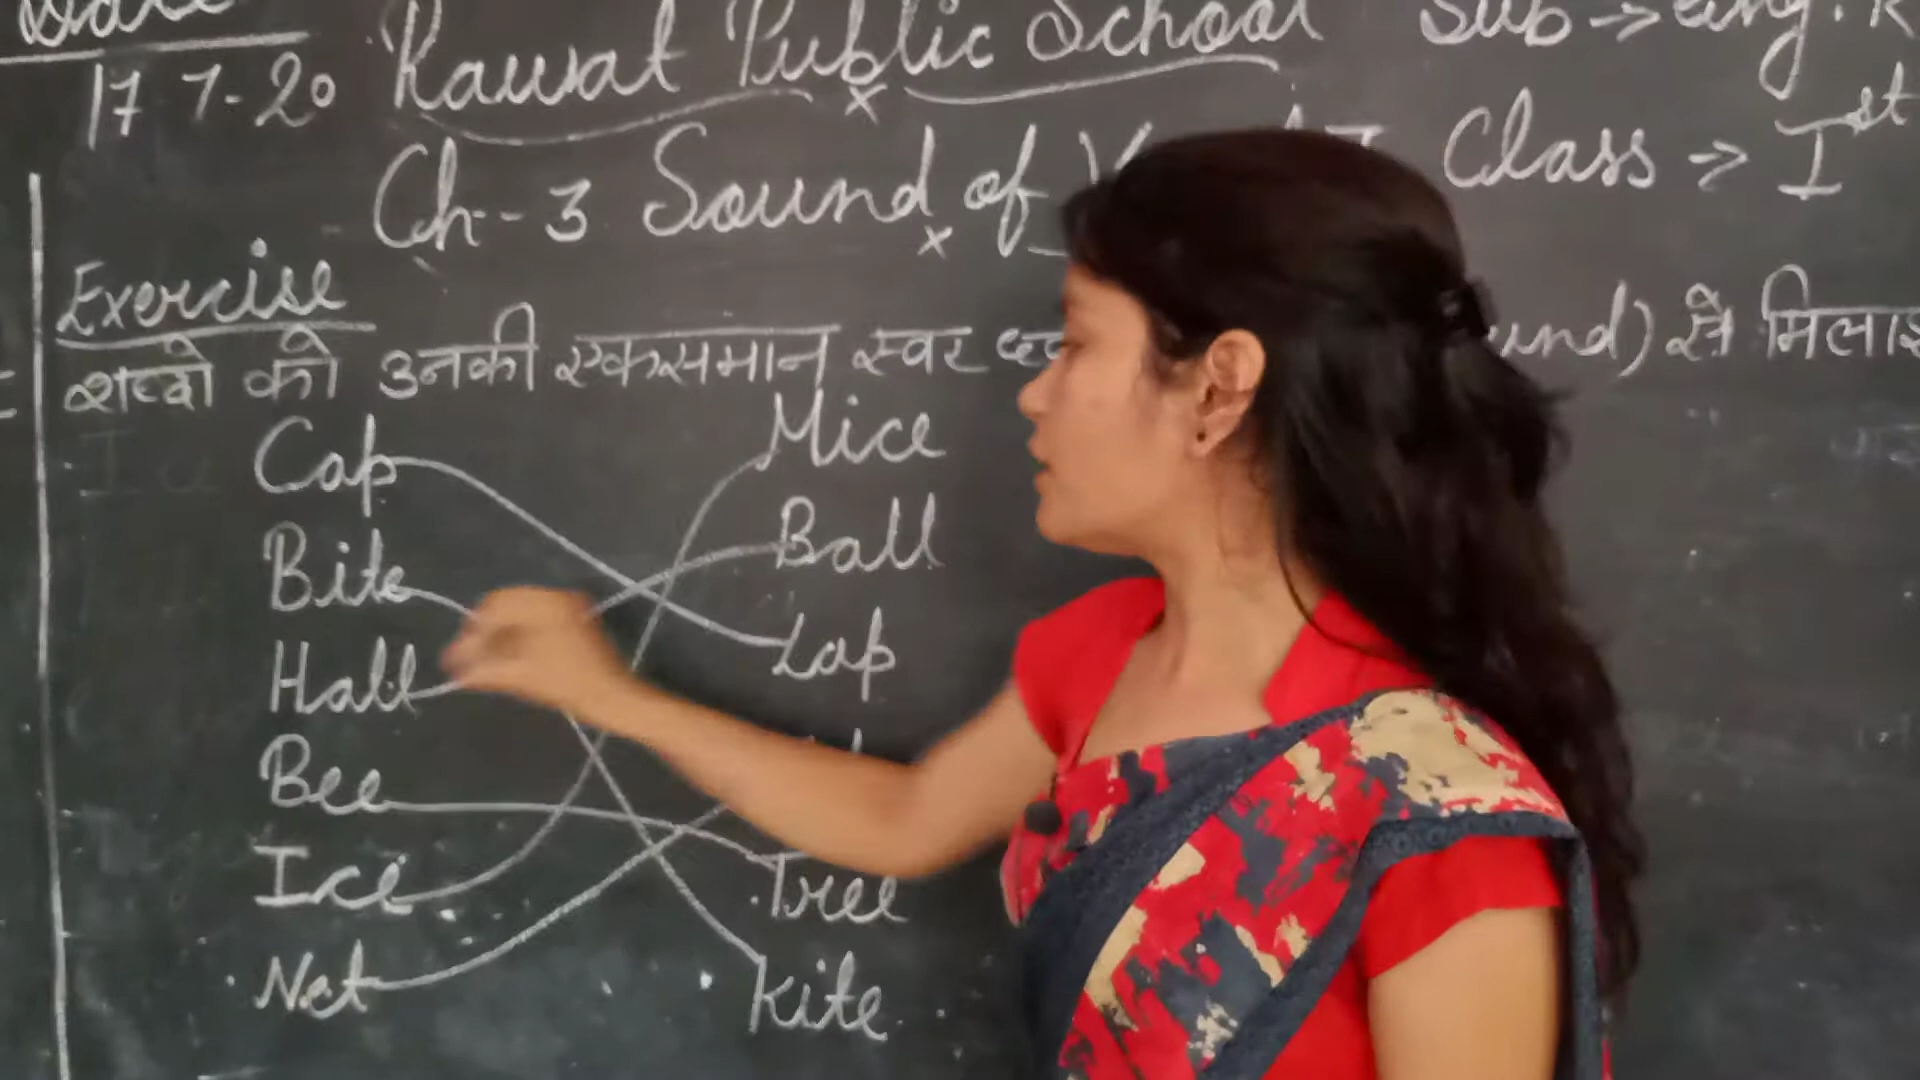 Date
17 7-20 Rawat Public School Sub → Eng. R
Ch-3 Sound of Class → Ist
Exercise
शब्दो को उनकी एकसमान स्वर und) से मिलाइ
Cap Mice
Bite Ball
Hall Lap
Bee
Ice Tree
Net Kite